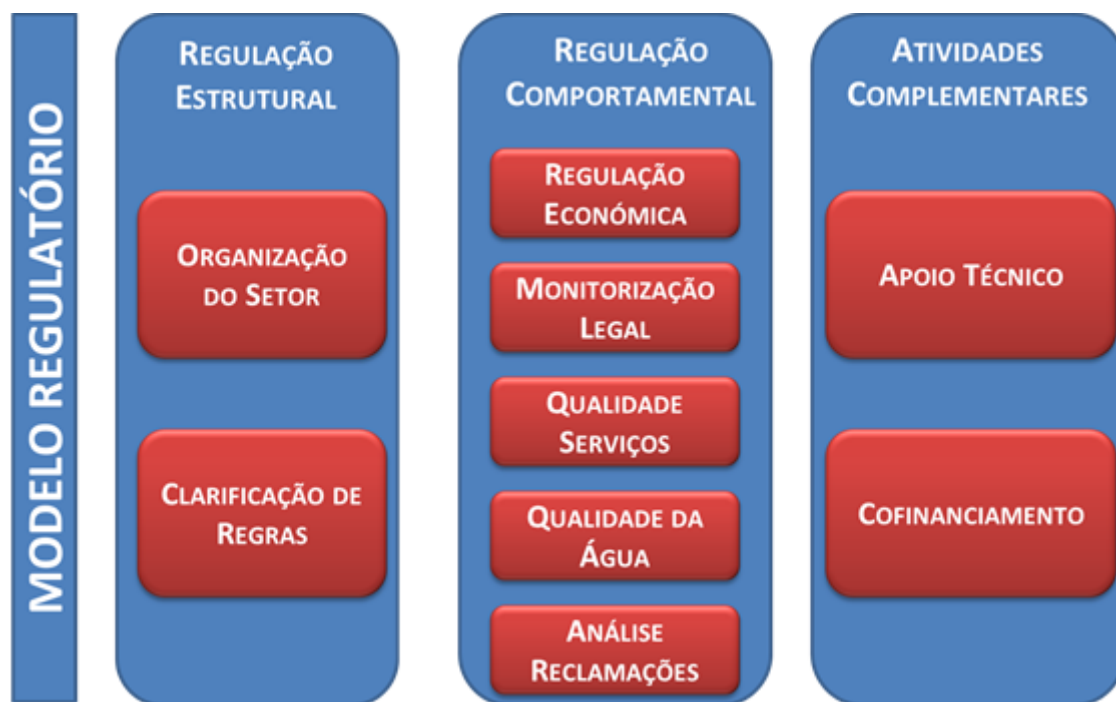 MODELO REGULATÓRIO
REGULAÇÃO
ESTRUTURAL
ORGANIZAÇÃO
DO SETOR
CLARIFICAÇÃO DE
REGRAS
REGULAÇÃO
COMPORTAMENTAL
REGULAÇÃO
ECONÓMICA
MONITORIZAÇÃO
LEGAL
QUALIDADE
SERVIÇOS
QUALIDADE DA
ÁGUA
ANÁLISE
RECLAMAÇÕES
ATIVIDADES
COMPLEMENTARES
APOIO TÉCNICO
COFINANCIAMENTO